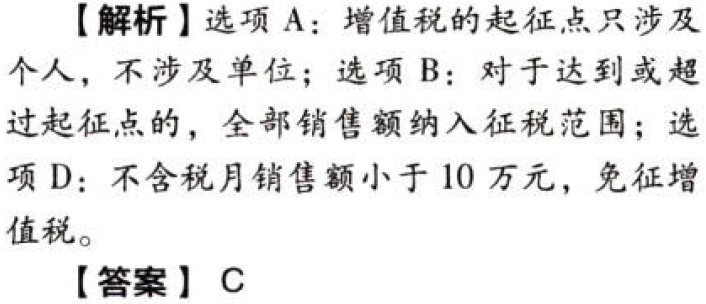 【解析】选项 A：增值税的起征点只涉及
个人，不涉及单位；选项 B：对于达到或超
过起征点的，全部销售额纳入征税范围；选
项 D：不含税月销售额小于 10 万元，免征增
值税。
【答案】 C